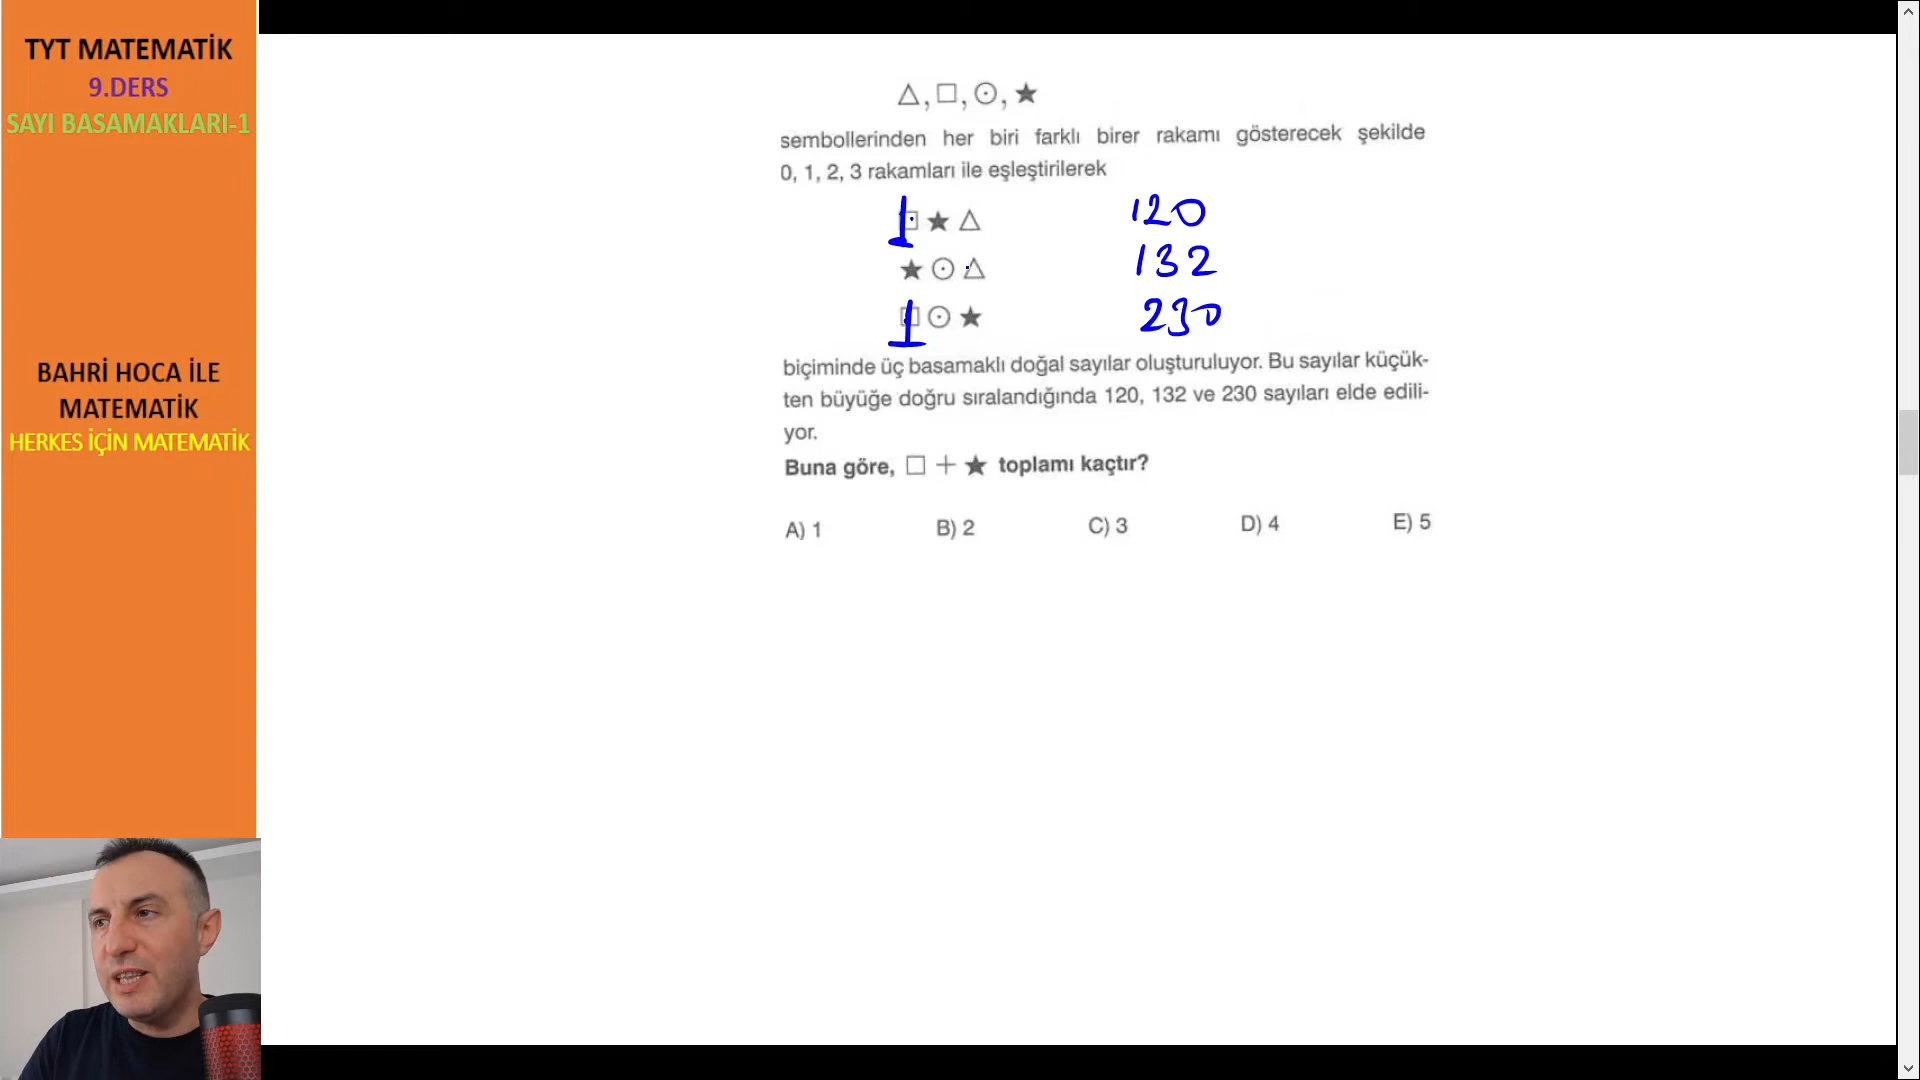 TYT MATEMATİK
9.DERS
SAYI BASAMAKLARI-1
BAHRİ HOCA İLE
MATEMATİK
HERKES İÇİN MATEMATİK
△, □, ⊙, ★
sembollerinden her biri farklı birer rakamı gösterecek şekilde
0, 1, 2, 3 rakamları ile eşleştirilerek
1 ★ △ 120
★ ⊙ △ 132
1 ⊙ ★ 230
biçiminde üç basamaklı doğal sayılar oluşturuluyor. Bu sayılar küçük-
ten büyüğe doğru sıralandığında 120, 132 ve 230 sayıları elde edili-
yor.
Buna göre, □ + ★ toplamı kaçtır?
A) 1 B) 2 C) 3 D) 4 E) 5